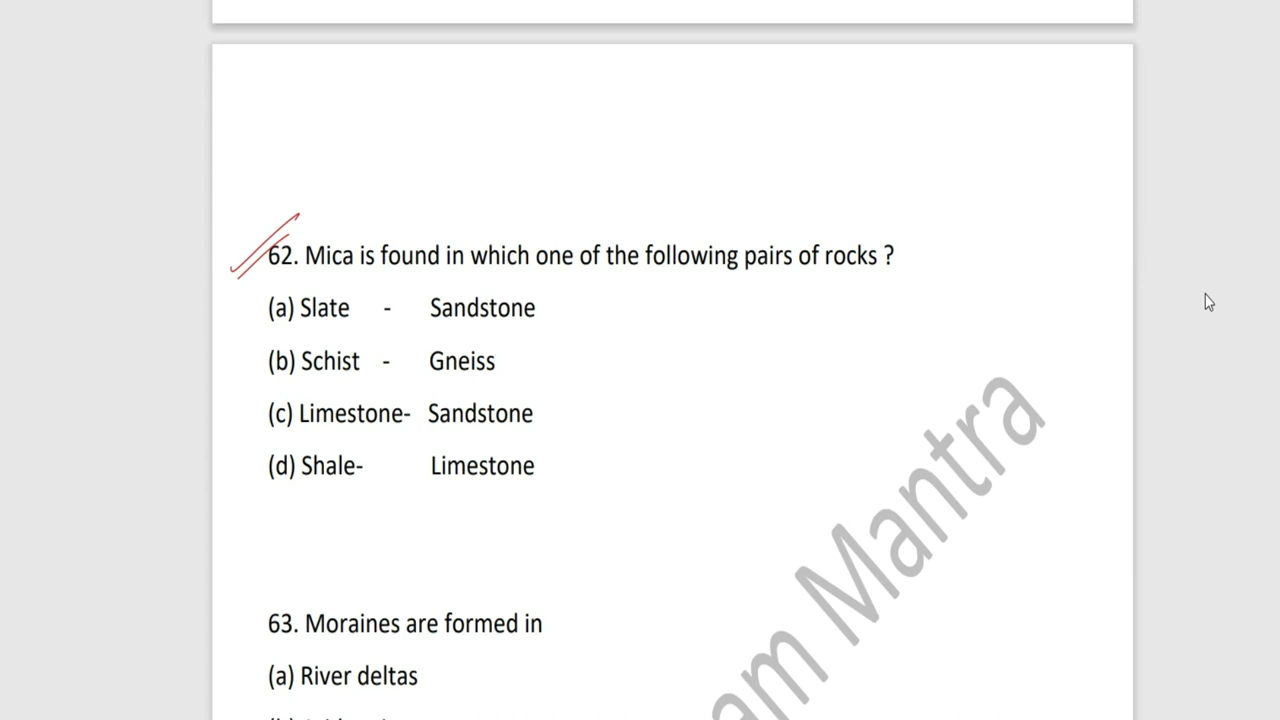 62. Mica is found in which one of the following pairs of rocks ?
(a) Slate - Sandstone
(b) Schist - Gneiss
(c) Limestone- Sandstone
(d) Shale- Limestone
63. Moraines are formed in
(a) River deltas
am Mantra